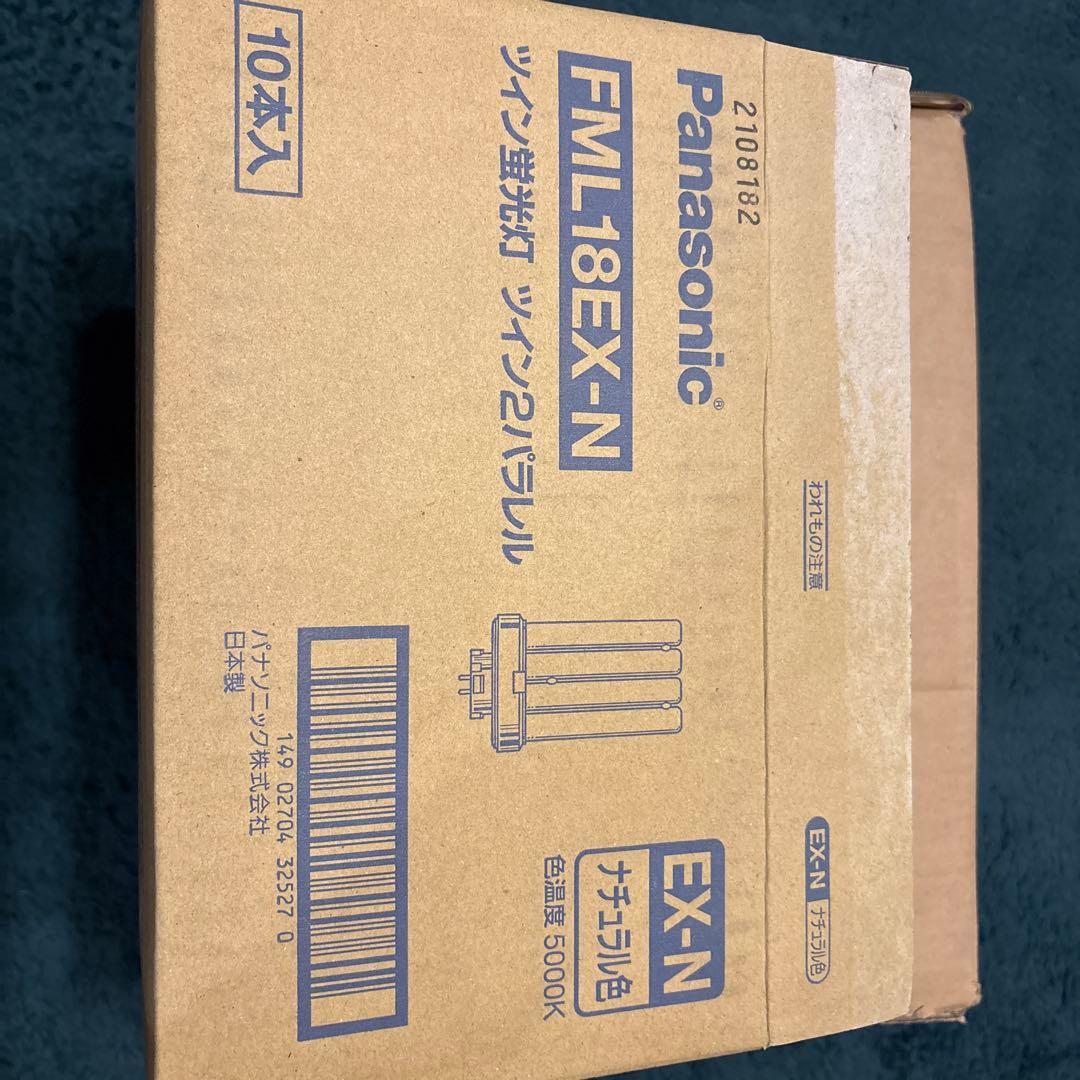 2108182
Panasonic®
FML18EX-N
ツイン蛍光灯 ツイン2パラレル
10本入
われもの注意
EX-N ナチュラル色
EX-N
ナチュラル色
色温度 5000K
149 02704 32527 0
パナソニック株式会社
日本製